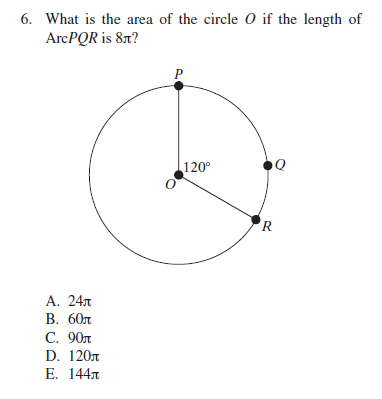 6. What is the area of the circle O if the length of
ArcPQR is 8π?
P
120°
Q
O
R
A. 24π
B. 60π
C. 90π
D. 120π
E. 144π